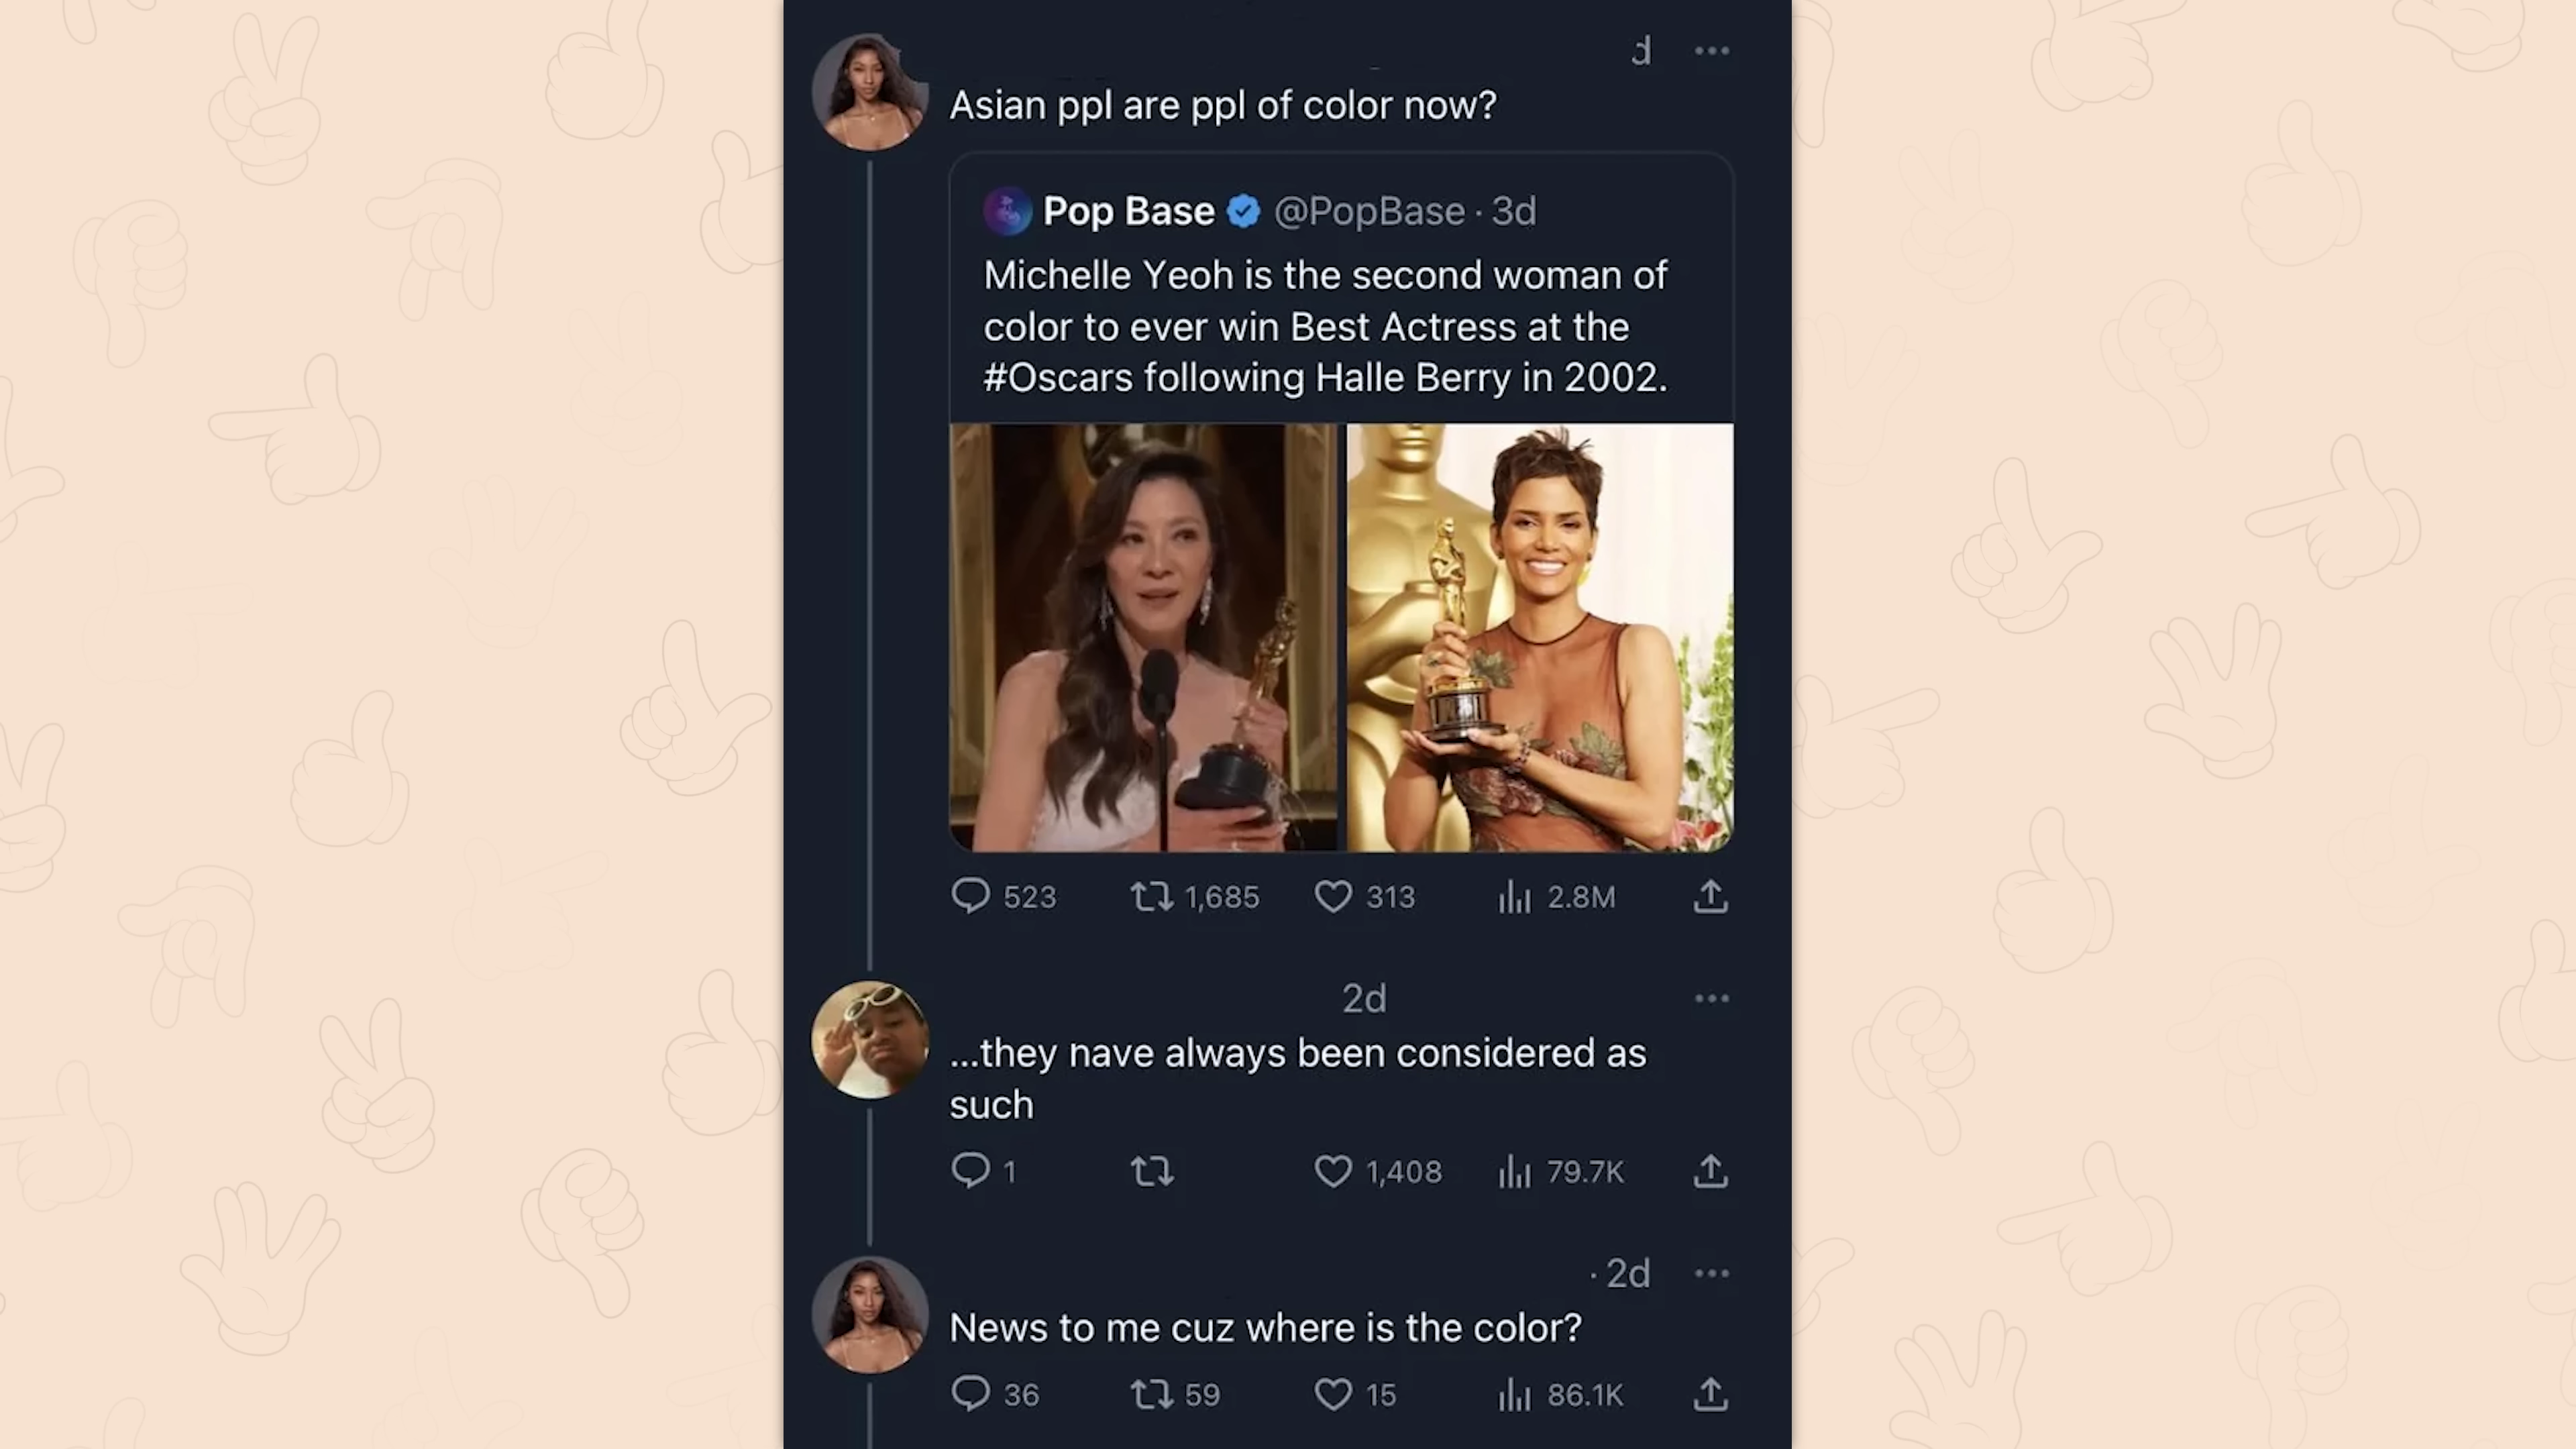 d
Asian ppl are ppl of color now?
Pop Base @PopBase · 3d
Michelle Yeoh is the second woman of
color to ever win Best Actress at the
#Oscars following Halle Berry in 2002.
523 1,685 313 2.8M
2d
...they have always been considered as
such
1 1,408 79.7K
· 2d
News to me cuz where is the color?
36 59 15 86.1K